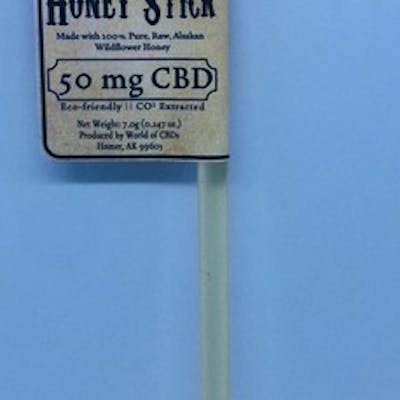 Honey Stick
Made with 100% Pure, Raw, Alaskan
Wildflower Honey
50 mg CBD
Eco-friendly || CO² Extracted
Net Weight: 7.0g (0.247 oz.)
Produced by World of CBDs
Homer, AK 99603